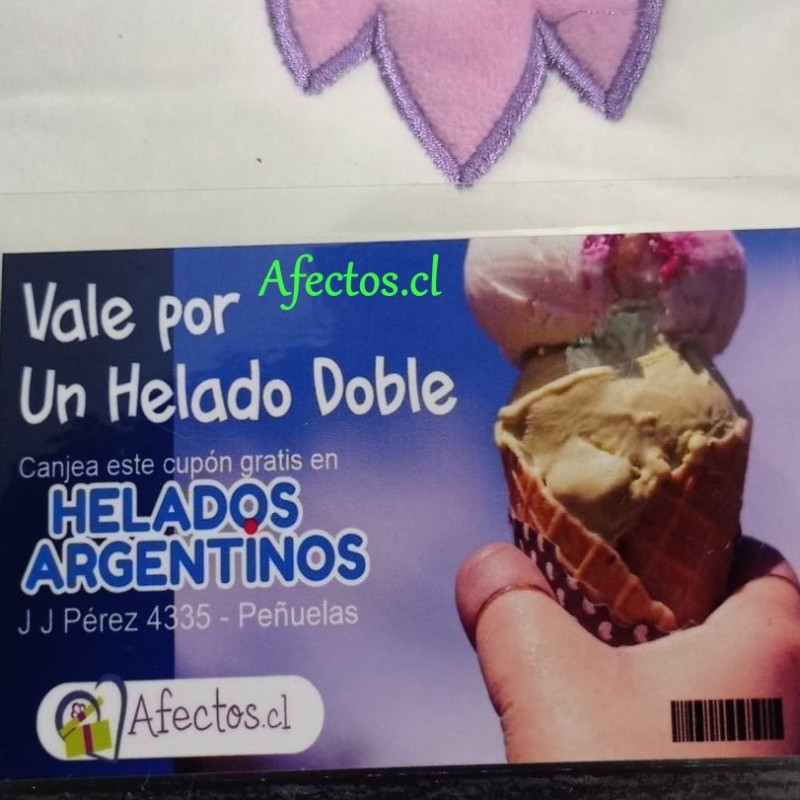 Afectos.cl
Vale por
Un Helado Doble
Canjea este cupón gratis en
HELADOS
ARGENTINOS
J J Pérez 4335 - Peñuelas
Afectos.cl